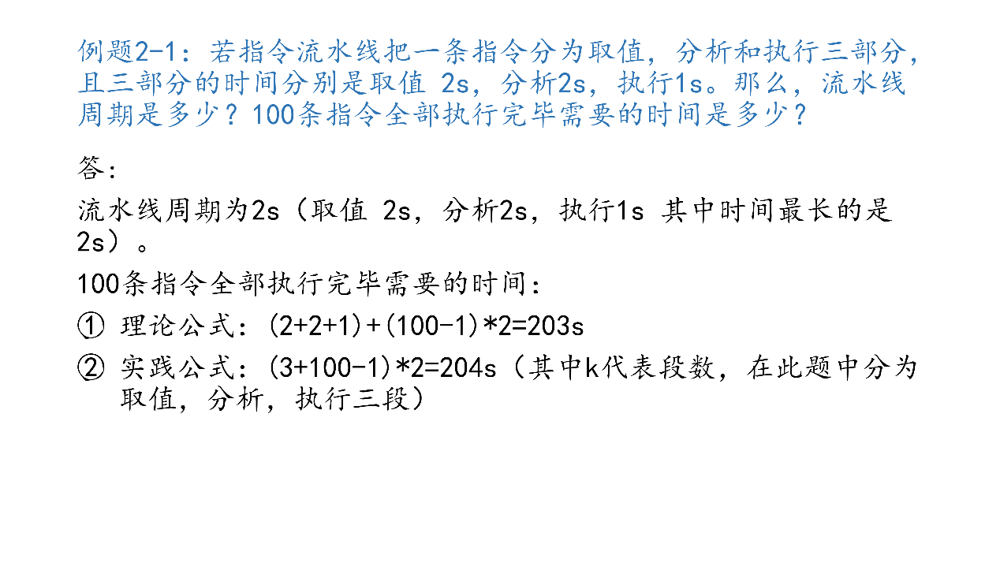 例题2-1：若指令流水线把一条指令分为取值，分析和执行三部分，
且三部分的时间分别是取值 2s，分析2s，执行1s。那么，流水线
周期是多少？100条指令全部执行完毕需要的时间是多少？
答：
流水线周期为2s（取值 2s，分析2s，执行1s 其中时间最长的是
2s）。
100条指令全部执行完毕需要的时间：
① 理论公式：(2+2+1)+(100-1)*2=203s
② 实践公式：(3+100-1)*2=204s（其中k代表段数，在此题中分为
取值，分析，执行三段）